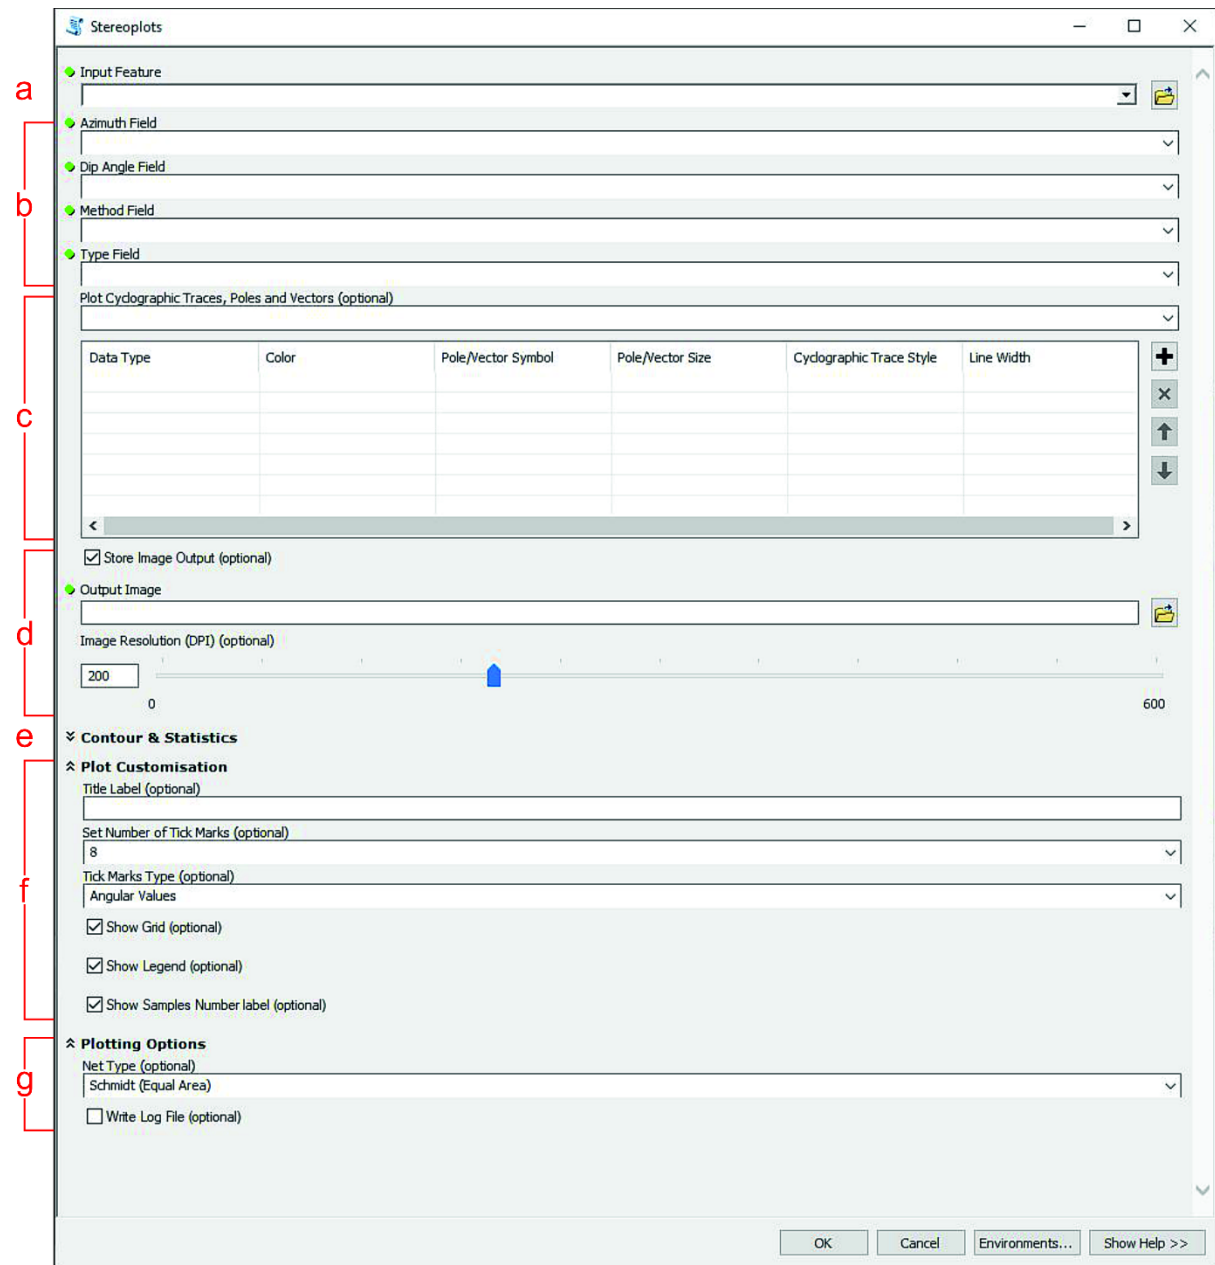 Stereoplots
Input Feature
a
Azimuth Field
Dip Angle Field
b
Method Field
Type Field
Plot Cyclographic Traces, Poles and Vectors (optional)
Data Type Color Pole/Vector Symbol Pole/Vector Size Cyclographic Trace Style Line Width
c
Store Image Output (optional)
Output Image
d
Image Resolution (DPI) (optional)
200
0 600
e
Contour & Statistics
Plot Customisation
Title Label (optional)
Set Number of Tick Marks (optional)
8
Tick Marks Type (optional)
f
Angular Values
Show Grid (optional)
Show Legend (optional)
Show Samples Number label (optional)
Plotting Options
Net Type (optional)
g
Schmidt (Equal Area)
Write Log File (optional)
OK Cancel Environments... Show Help >>